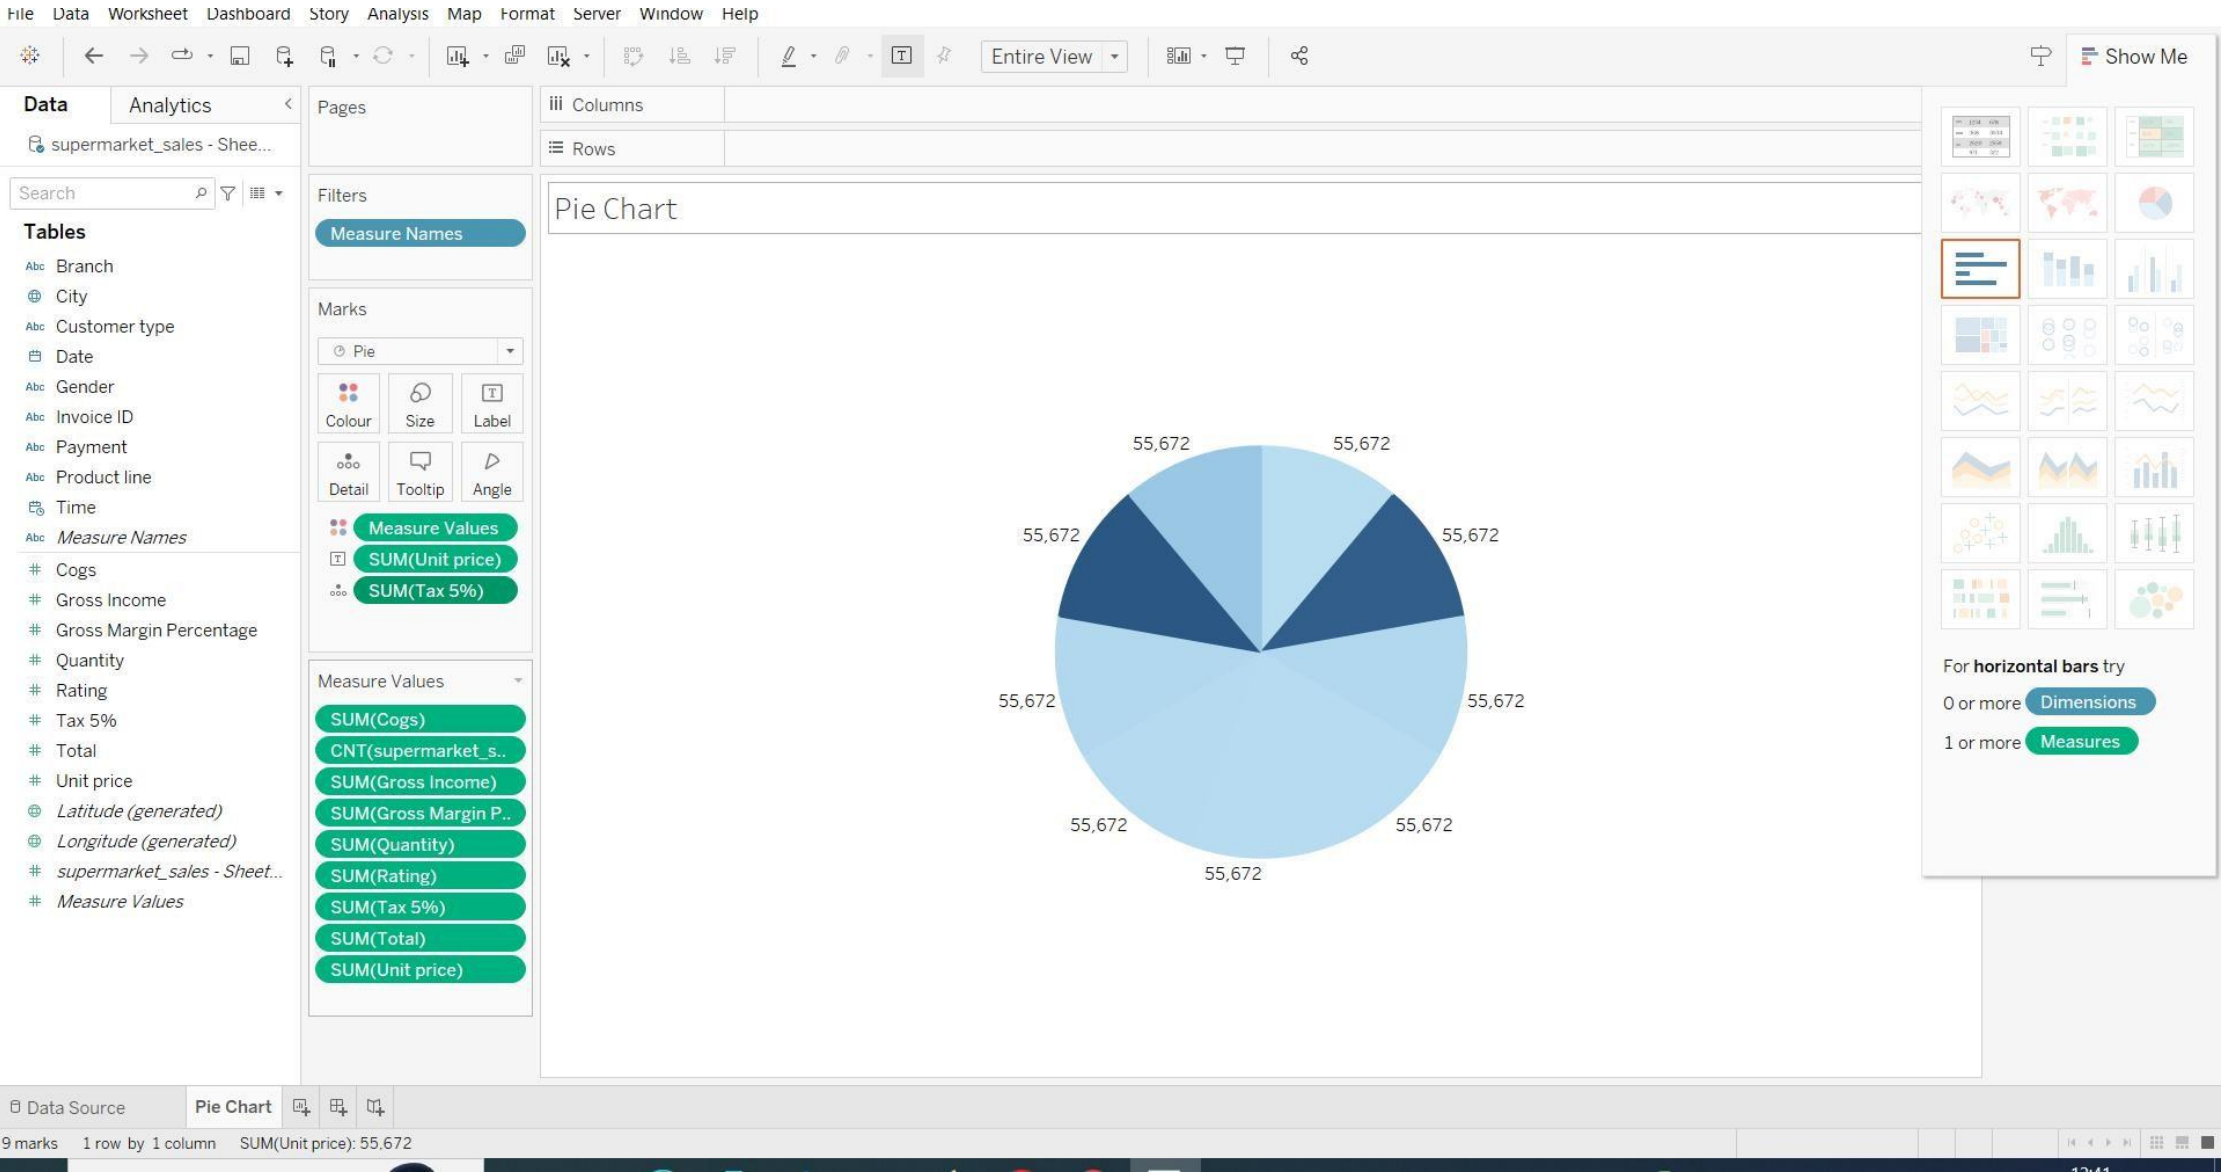 File Data Worksheet Dashboard Story Analysis Map Format Server Window Help
Entire View
Show Me
Data Analytics
supermarket_sales - Shee...
Search
Tables
Abc Branch
City
Abc Customer type
Date
Abc Gender
Abc Invoice ID
Abc Payment
Abc Product line
Time
Abc Measure Names
# Cogs
# Gross Income
# Gross Margin Percentage
# Quantity
# Rating
# Tax 5%
# Total
# Unit price
Latitude (generated)
Longitude (generated)
# supermarket_sales - Sheet...
# Measure Values
Pages
Filters
Measure Names
Marks
Pie
Colour Size Label
Detail Tooltip Angle
Measure Values
SUM(Unit price)
SUM(Tax 5%)
Measure Values
SUM(Cogs)
CNT(supermarket_s..
SUM(Gross Income)
SUM(Gross Margin P..
SUM(Quantity)
SUM(Rating)
SUM(Tax 5%)
SUM(Total)
SUM(Unit price)
Columns
Rows
Pie Chart
55,672 55,672
55,672 55,672
55,672 55,672
55,672 55,672
55,672
For horizontal bars try
0 or more Dimensions
1 or more Measures
Data Source Pie Chart
9 marks 1 row by 1 column SUM(Unit price): 55,672